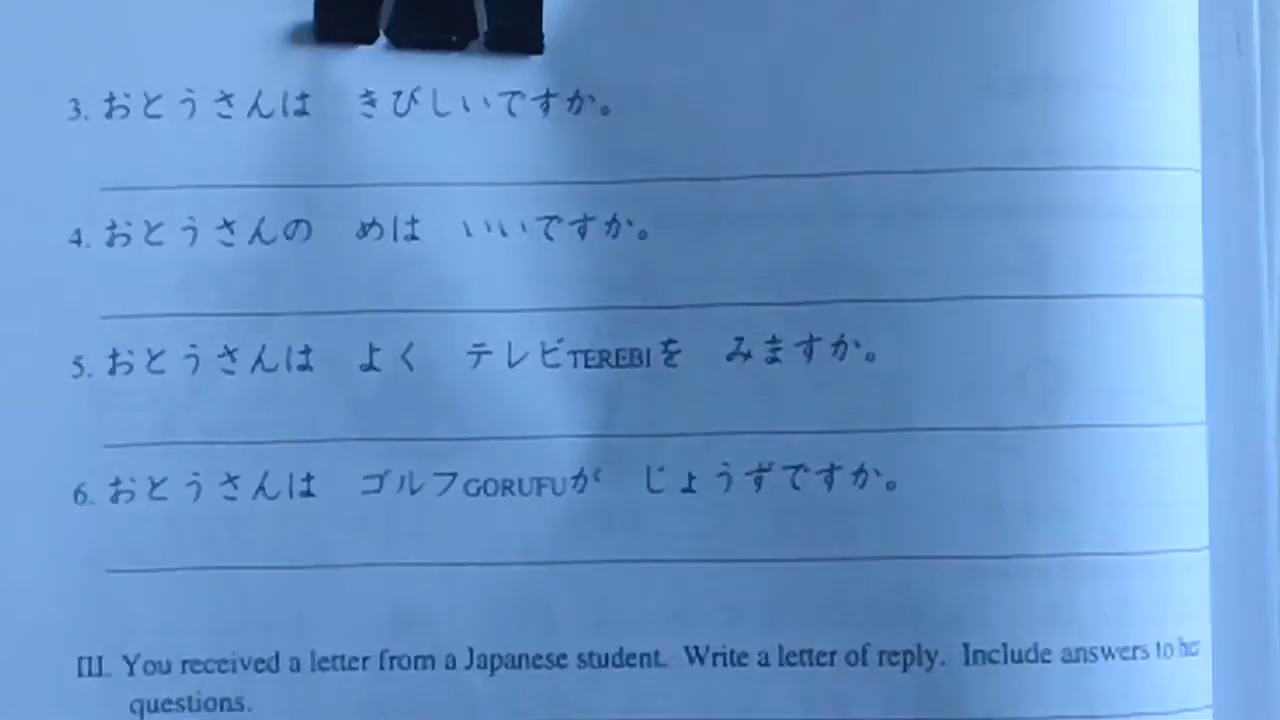 3. おとうさんは きびしいですか。
4. おとうさんの めは いいですか。
5. おとうさんは よく テレビTEREBIを みますか。
6. おとうさんは ゴルフGORUFUが じょうずですか。
III. You received a letter from a Japanese student. Write a letter of reply. Include answers to her
questions.